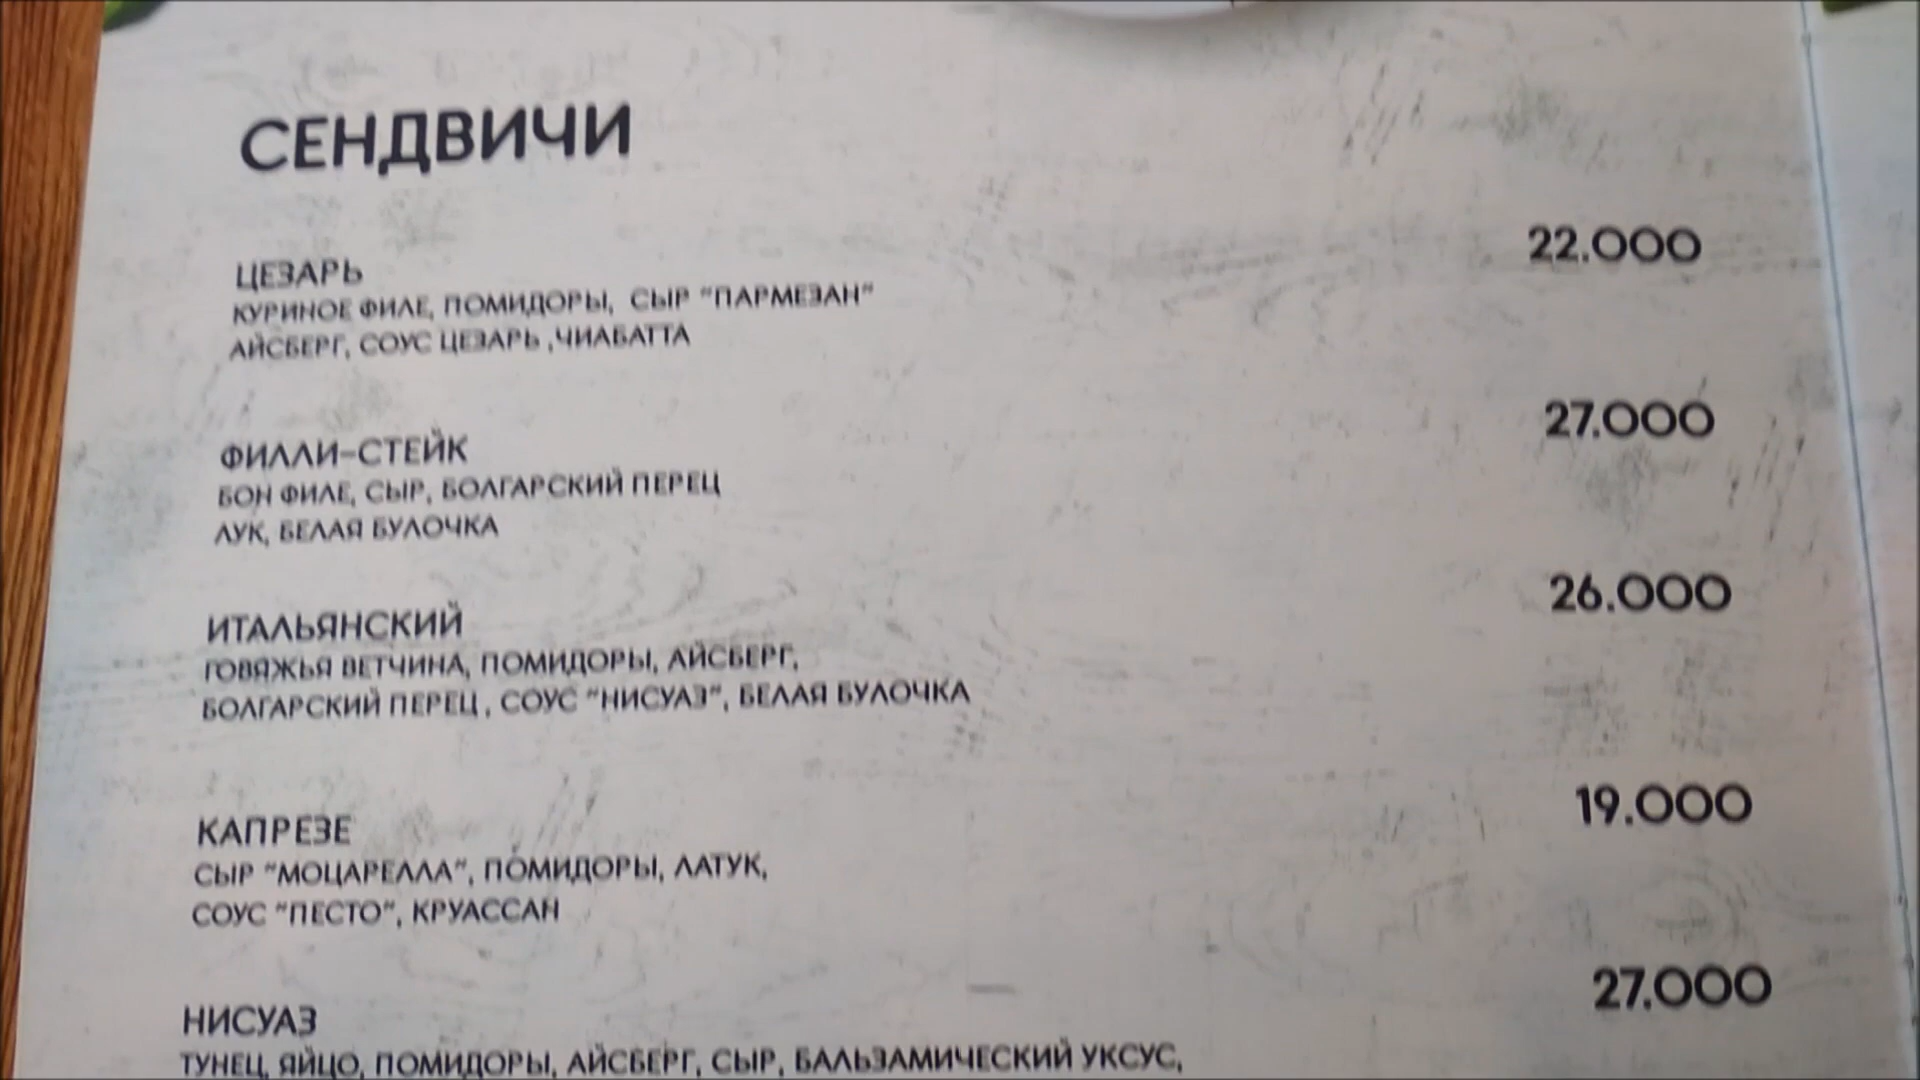 СЕНДВИЧИ
ЦЕЗАРЬ 22.000
КУРИНОЕ ФИЛЕ, ПОМИДОРЫ, СЫР "ПАРМЕЗАН"
АЙСБЕРГ, СОУС ЦЕЗАРЬ ,ЧИАБАТТА
ФИЛЛИ-СТЕЙК 27.000
БОН ФИЛЕ, СЫР, БОЛГАРСКИЙ ПЕРЕЦ
ЛУК, БЕЛАЯ БУЛОЧКА
ИТАЛЬЯНСКИЙ 26.000
ГОВЯЖЬЯ ВЕТЧИНА, ПОМИДОРЫ, АЙСБЕРГ,
БОЛГАРСКИЙ ПЕРЕЦ, СОУС "НИСУАЗ", БЕЛАЯ БУЛОЧКА
КАПРЕЗЕ 19.000
СЫР "МОЦАРЕЛЛА", ПОМИДОРЫ, ЛАТУК,
СОУС "ПЕСТО", КРУАССАН
НИСУАЗ 27.000
ТУНЕЦ, ЯЙЦО, ПОМИДОРЫ, АЙСБЕРГ, СЫР, БАЛЬЗАМИЧЕСКИЙ УКСУС,